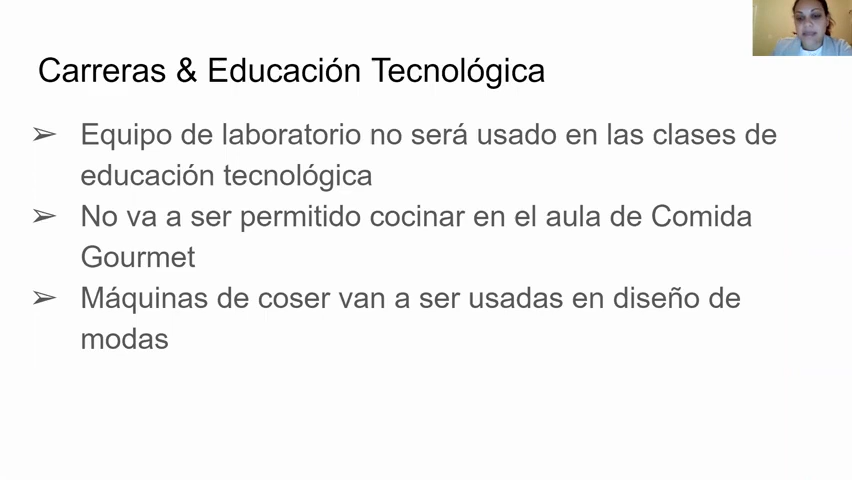 Carreras & Educación Tecnológica
➢ Equipo de laboratorio no será usado en las clases de
educación tecnológica
➢ No va a ser permitido cocinar en el aula de Comida
Gourmet
➢ Máquinas de coser van a ser usadas en diseño de
modas